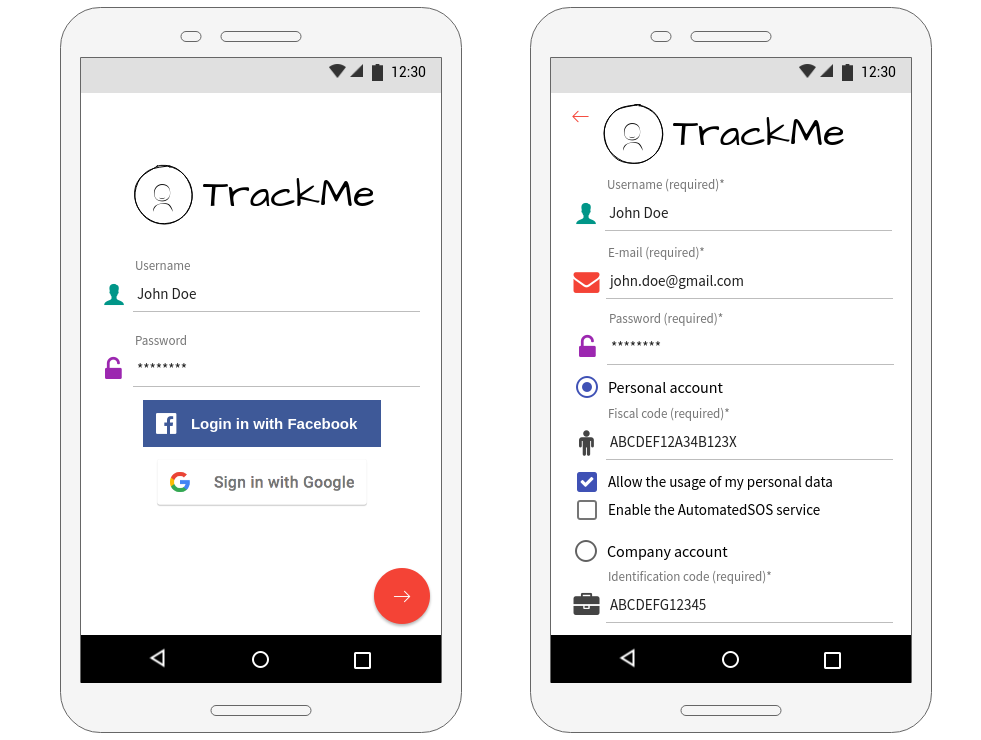 12:30
TrackMe
Username
John Doe
Password
********
Login in with Facebook
Sign in with Google
12:30
TrackMe
Username (required)*
John Doe
E-mail (required)*
john.doe@gmail.com
Password (required)*
********
Personal account
Fiscal code (required)*
ABCDEF12A34B123X
Allow the usage of my personal data
Enable the AutomatedSOS service
Company account
Identification code (required)*
ABCDEFG12345